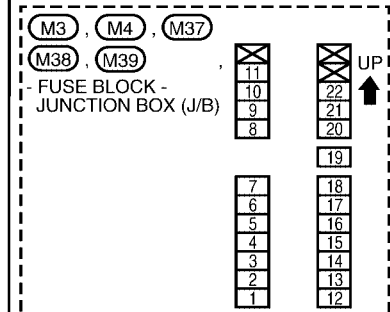 M3 , M4 , M37
M38 , M39 ,
- FUSE BLOCK -
JUNCTION BOX (J/B)
UP
11
10 22
9 21
8 20
19
7 18
6 17
5 16
4 15
3 14
2 13
1 12